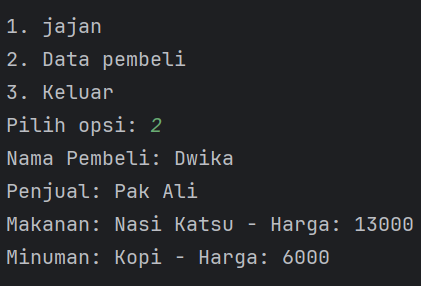 1. jajan
2. Data pembeli
3. Keluar
Pilih opsi: 2
Nama Pembeli: Dwika
Penjual: Pak Ali
Makanan: Nasi Katsu - Harga: 13000
Minuman: Kopi - Harga: 6000